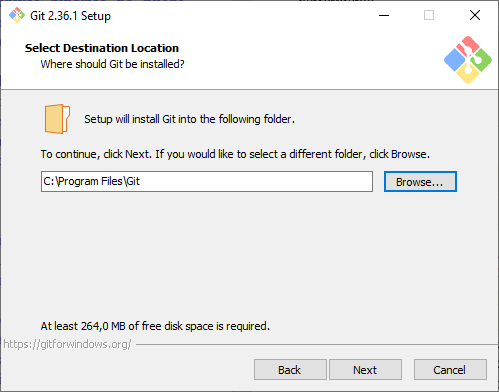 Git 2.36.1 Setup
Select Destination Location
Where should Git be installed?
Setup will install Git into the following folder.
To continue, click Next. If you would like to select a different folder, click Browse.
C:\Program Files\Git
Browse...
At least 264,0 MB of free disk space is required.
https://gitforwindows.org/
Back
Next
Cancel